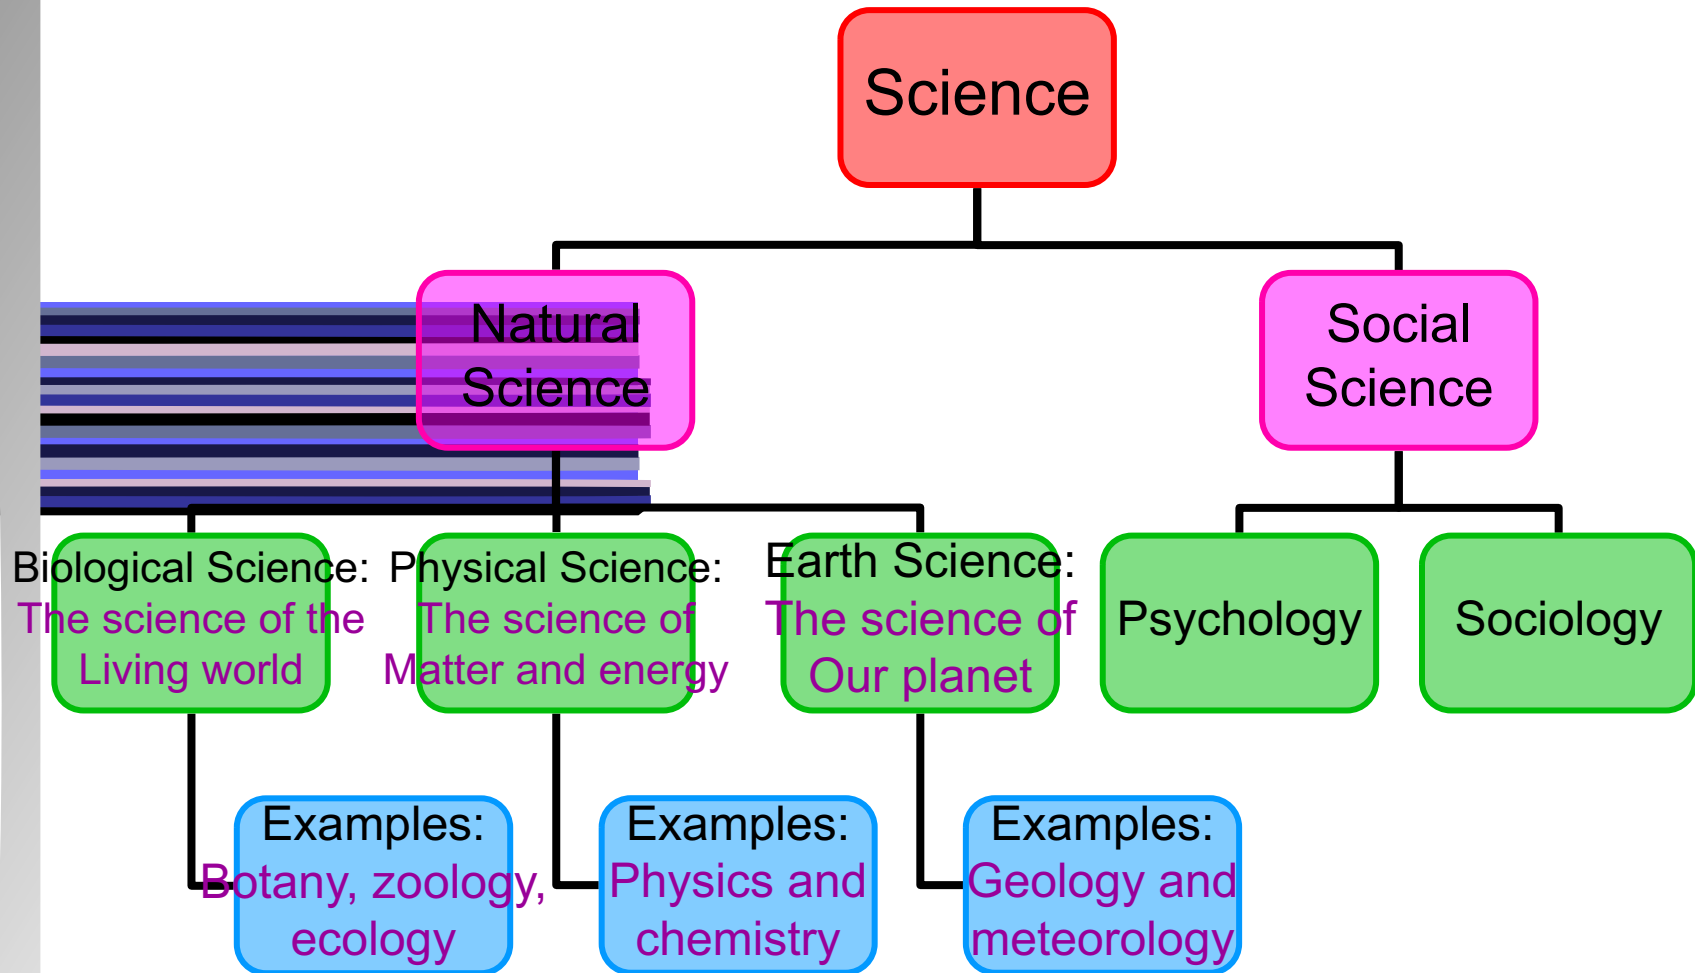 Science
Natural
Science
Social
Science
Biological Science:
The science of the
Living world
Physical Science:
The science of
Matter and energy
Earth Science:
The science of
Our planet
Psychology
Sociology
Examples:
Botany, zoology,
ecology
Examples:
Physics and
chemistry
Examples:
Geology and
meteorology